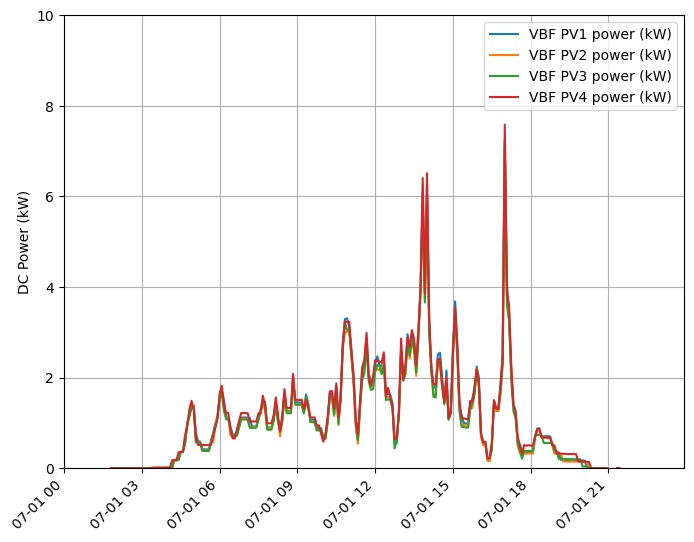 10
8
6
4
2
0
DC Power (kW)
VBF PV1 power (kW)
VBF PV2 power (kW)
VBF PV3 power (kW)
VBF PV4 power (kW)
07-01 00
07-01 03
07-01 06
07-01 09
07-01 12
07-01 15
07-01 18
07-01 21